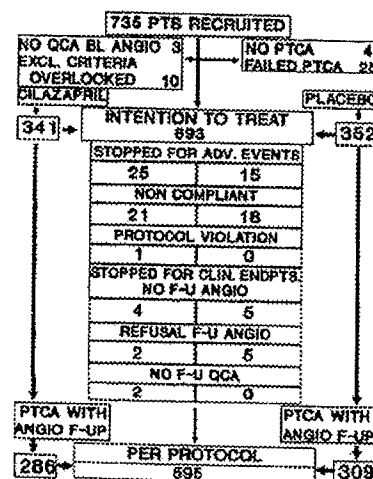 735 PTS RECRUITED
NO QCA BL ANGIO 3
EXCL. CRITERIA
OVERLOOKED 10
NO PTCA 4
FAILED PTCA 25
CILAZAPRIL
PLACEBO
341
INTENTION TO TREAT
693
352
STOPPED FOR ADV. EVENTS
25 15
NON COMPLIANT
21 18
PROTOCOL VIOLATION
1 0
STOPPED FOR CLIN. ENDPTS.
NO F-U ANGIO
4 5
REFUSAL F-U ANGIO
2 5
NO F-U QCA
2 0
PTCA WITH
ANGIO F-UP
PTCA WITH
ANGIO F-UP
286
PER PROTOCOL
595
309